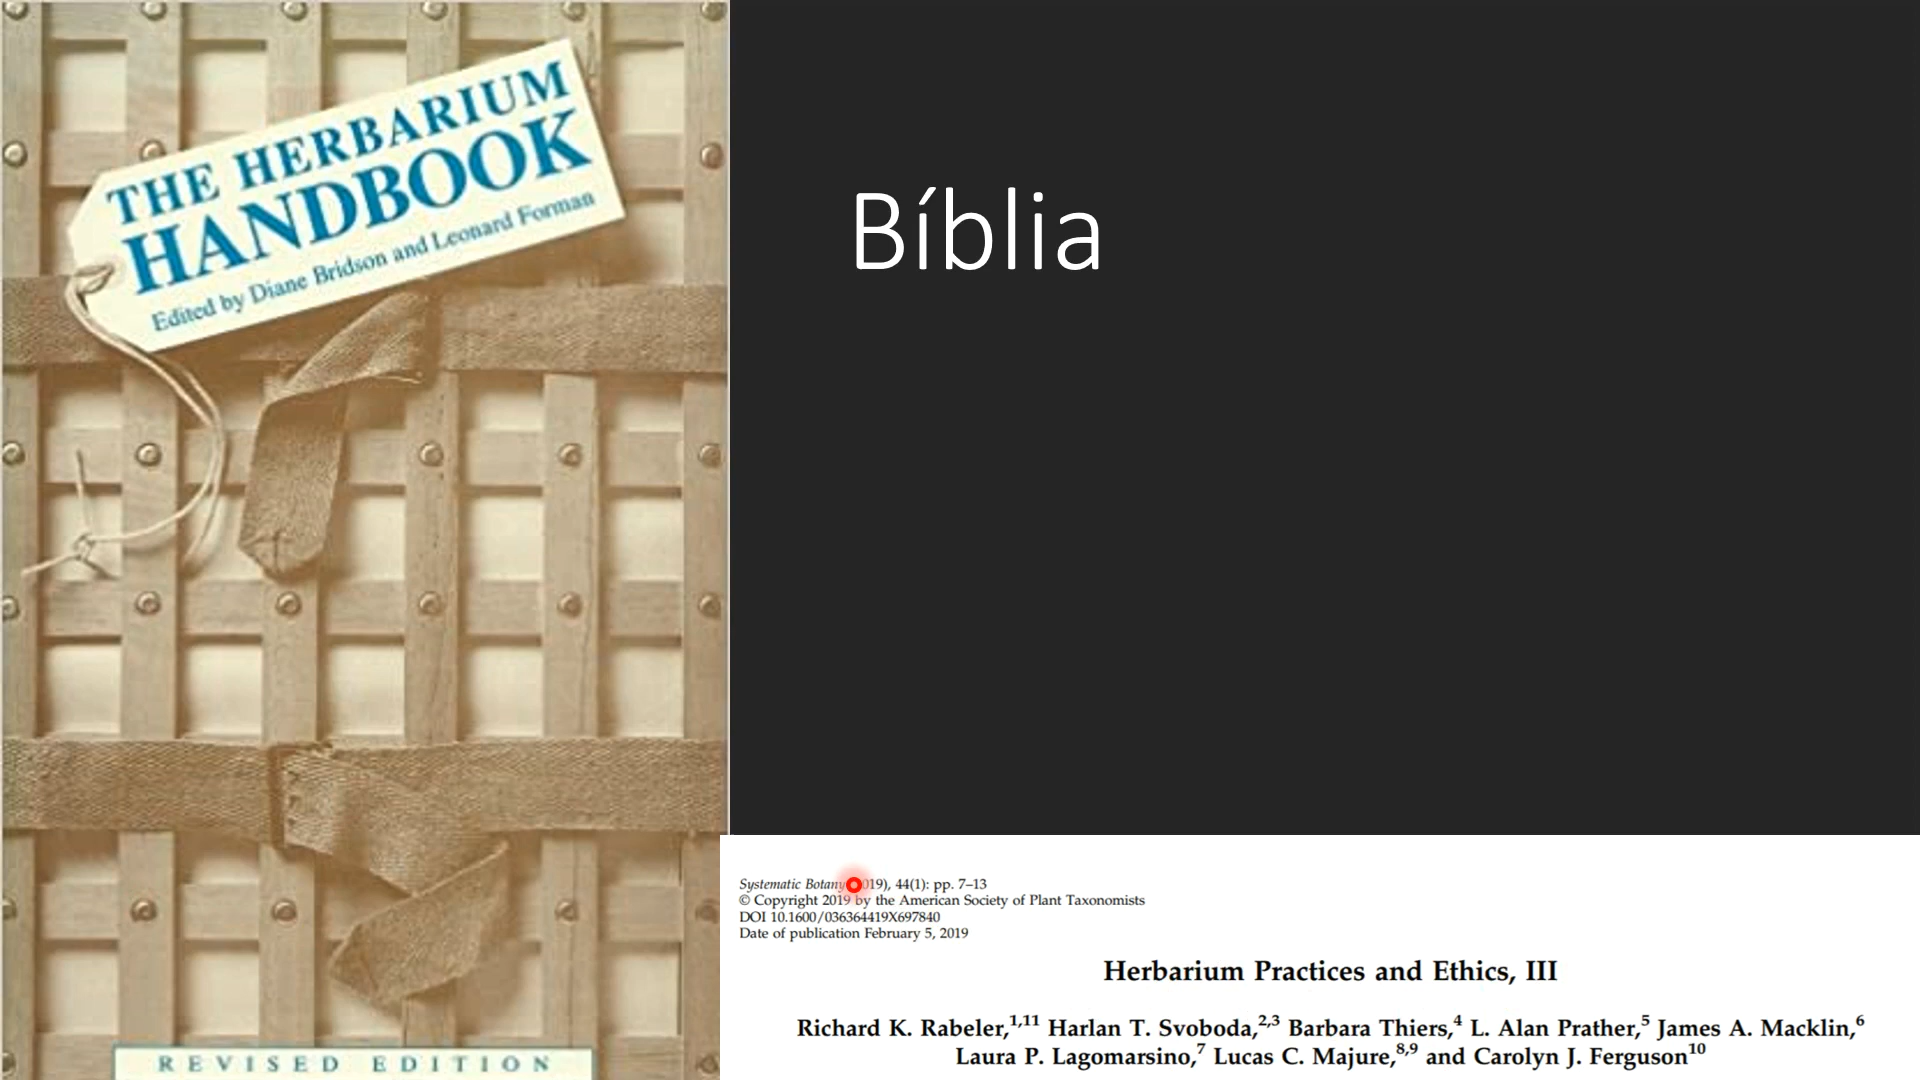 THE HERBARIUM
HANDBOOK
Edited by Diane Bridson and Leonard Forman
REVISED EDITION
Bíblia
Systematic Botany 019), 44(1): pp. 7–13
© Copyright 2019 by the American Society of Plant Taxonomists
DOI 10.1600/036364419X697840
Date of publication February 5, 2019
Herbarium Practices and Ethics, III
Richard K. Rabeler,1,11 Harlan T. Svoboda,2,3 Barbara Thiers,4 L. Alan Prather,5 James A. Macklin,6
Laura P. Lagomarsino,7 Lucas C. Majure,8,9 and Carolyn J. Ferguson10